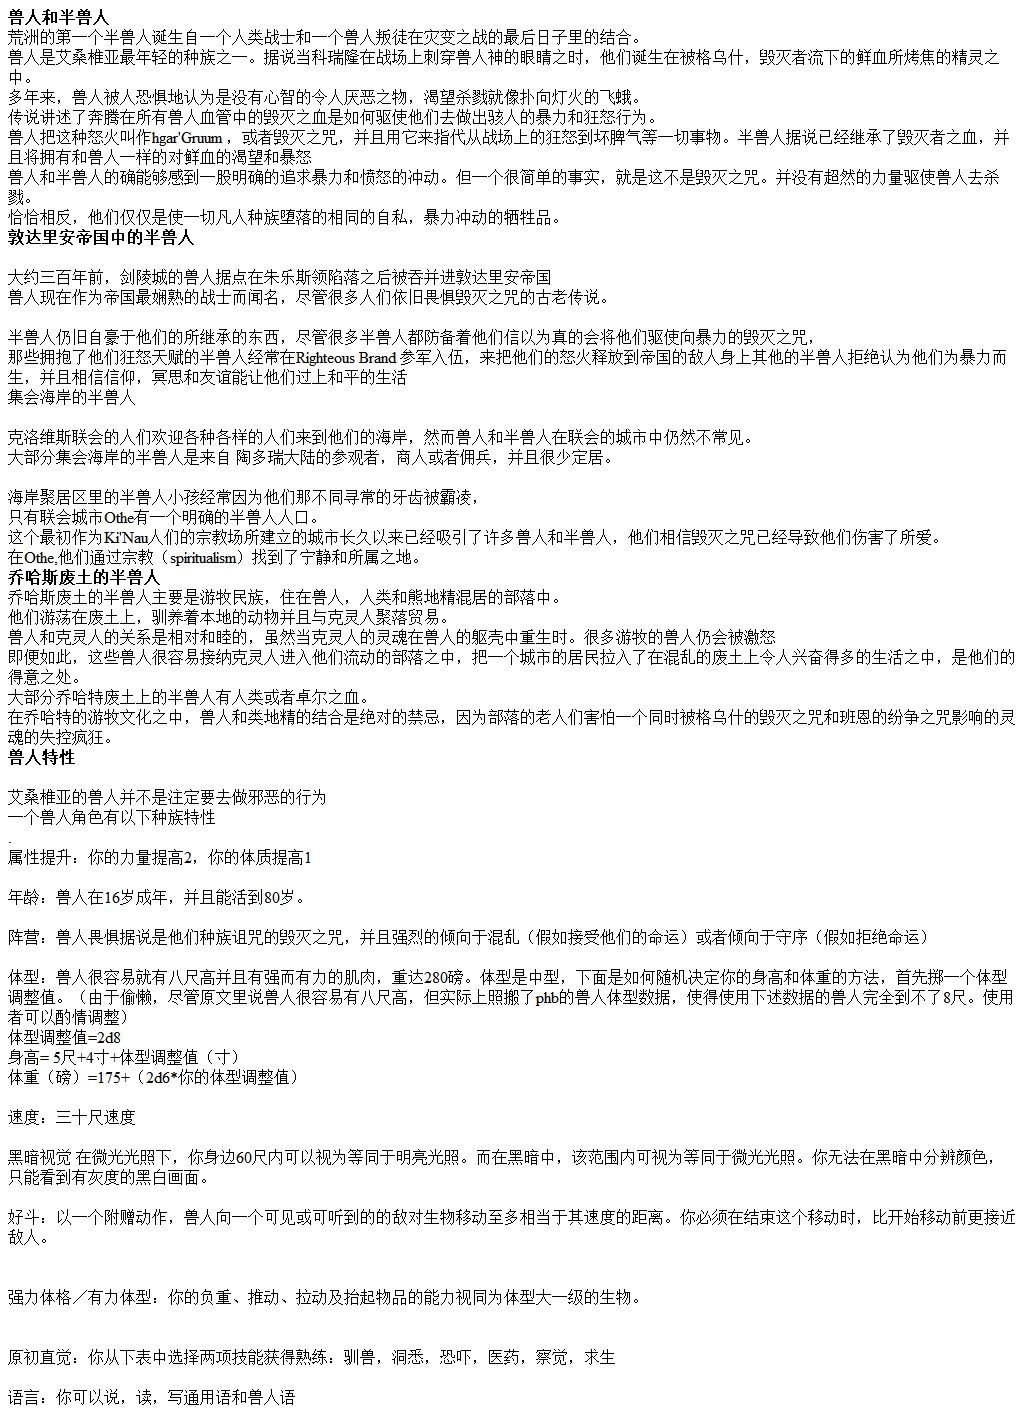 兽人和半兽人
荒洲的第一个半兽人诞生自一个人类战士和一个兽人叛徒在灾变之战的最后日子里的结合。
兽人是艾桑椎亚最年轻的种族之一。据说当科瑞隆在战场上刺穿兽人神的眼睛之时，他们诞生在被格乌什，毁灭者流下的鲜血所烤焦的精灵之
中。
多年来，兽人被人恐惧地认为是没有心智的令人厌恶之物，渴望杀戮就像扑向灯火的飞蛾。
传说讲述了奔腾在所有兽人血管中的毁灭之血是如何驱使他们去做出骇人的暴力和狂怒行为。
兽人把这种怒火叫作hgar'Gruum ，或者毁灭之咒，并且用它来指代从战场上的狂怒到坏脾气等一切事物。半兽人据说已经继承了毁灭者之血，并
且将拥有和兽人一样的对鲜血的渴望和暴怒
兽人和半兽人的确能够感到一股明确的追求暴力和愤怒的冲动。但一个很简单的事实，就是这不是毁灭之咒。并没有超然的力量驱使兽人去杀
戮。
恰恰相反，他们仅仅是使一切凡人种族堕落的相同的自私，暴力冲动的牺牲品。
敦达里安帝国中的半兽人
大约三百年前，剑陵城的兽人据点在朱乐斯领陷落之后被吞并进敦达里安帝国
兽人现在作为帝国最娴熟的战士而闻名，尽管很多人们依旧畏惧毁灭之咒的古老传说。
半兽人仍旧自豪于他们的所继承的东西，尽管很多半兽人都防备着他们信以为真的会将他们驱使向暴力的毁灭之咒，
那些拥抱了他们狂怒天赋的半兽人经常在Righteous Brand 参军入伍，来把他们的怒火释放到帝国的敌人身上其他的半兽人拒绝认为他们为暴力而
生，并且相信信仰，冥思和友谊能让他们过上和平的生活
集会海岸的半兽人
克洛维斯联会的人们欢迎各种各样的人们来到他们的海岸，然而兽人和半兽人在联会的城市中仍然不常见。
大部分集会海岸的半兽人是来自 陶多瑞大陆的参观者，商人或者佣兵，并且很少定居。
海岸聚居区里的半兽人小孩经常因为他们那不同寻常的牙齿被霸凌，
只有联会城市Othe有一个明确的半兽人人口。
这个最初作为Ki'Nau人们的宗教场所建立的城市长久以来已经吸引了许多兽人和半兽人，他们相信毁灭之咒已经导致他们伤害了所爱。
在Othe,他们通过宗教（spiritualism）找到了宁静和所属之地。
乔哈斯废土的半兽人
乔哈斯废土的半兽人主要是游牧民族，住在兽人，人类和熊地精混居的部落中。
他们游荡在废土上，驯养着本地的动物并且与克灵人聚落贸易。
兽人和克灵人的关系是相对和睦的，虽然当克灵人的灵魂在兽人的躯壳中重生时。很多游牧的兽人仍会被激怒
即便如此，这些兽人很容易接纳克灵人进入他们流动的部落之中，把一个城市的居民拉入了在混乱的废土上令人兴奋得多的生活之中，是他们的
得意之处。
大部分乔哈特废土上的半兽人有人类或者卓尔之血。
在乔哈特的游牧文化之中，兽人和类地精的结合是绝对的禁忌，因为部落的老人们害怕一个同时被格乌什的毁灭之咒和班恩的纷争之咒影响的灵
魂的失控疯狂。
兽人特性
艾桑椎亚的兽人并不是注定要去做邪恶的行为
一个兽人角色有以下种族特性
.
属性提升：你的力量提高2，你的体质提高1
年龄：兽人在16岁成年，并且能活到80岁。
阵营：兽人畏惧据说是他们种族诅咒的毁灭之咒，并且强烈的倾向于混乱（假如接受他们的命运）或者倾向于守序（假如拒绝命运）
体型：兽人很容易就有八尺高并且有强而有力的肌肉，重达280磅。体型是中型，下面是如何随机决定你的身高和体重的方法，首先掷一个体型
调整值。（由于偷懒，尽管原文里说兽人很容易有八尺高，但实际上照搬了phb的兽人体型数据，使得使用下述数据的兽人完全到不了8尺。使用
者可以酌情调整）
体型调整值=2d8
身高= 5尺+4寸+体型调整值（寸）
体重（磅）=175+（2d6*你的体型调整值）
速度：三十尺速度
黑暗视觉 在微光光照下，你身边60尺内可以视为等同于明亮光照。而在黑暗中，该范围内可视为等同于微光光照。你无法在黑暗中分辨颜色，
只能看到有灰度的黑白画面。
好斗：以一个附赠动作，兽人向一个可见或可听到的的敌对生物移动至多相当于其速度的距离。你必须在结束这个移动时，比开始移动前更接近
敌人。
强力体格／有力体型：你的负重、推动、拉动及抬起物品的能力视同为体型大一级的生物。
原初直觉：你从下表中选择两项技能获得熟练：驯兽，洞悉，恐吓，医药，察觉，求生
语言：你可以说，读，写通用语和兽人语